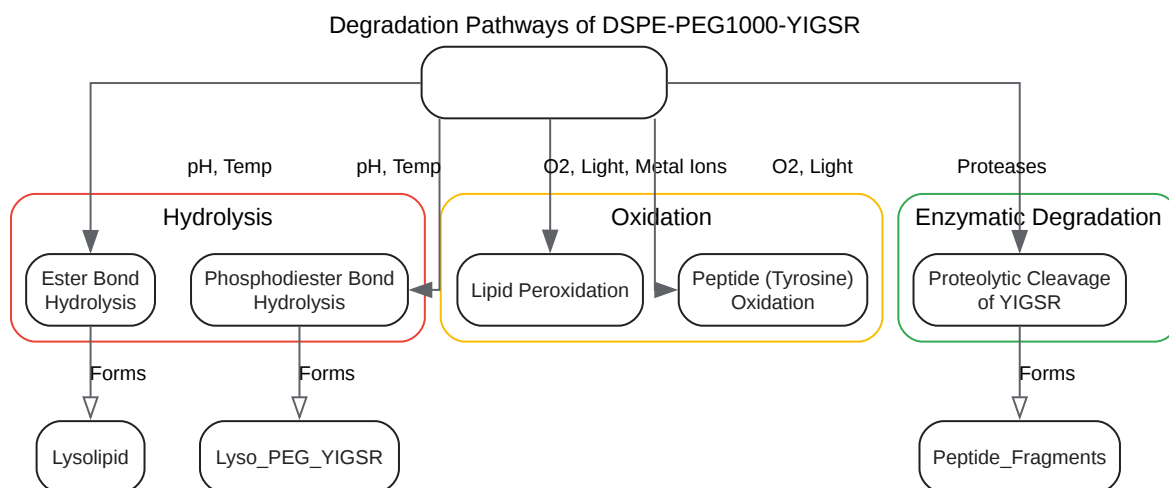 Degradation Pathways of DSPE-PEG1000-YIGSR
pH, Temp
pH, Temp
O2, Light, Metal Ions
O2, Light
Proteases
Hydrolysis
Oxidation
Enzymatic Degradation
Ester Bond
Hydrolysis
Phosphodiester Bond
Hydrolysis
Lipid Peroxidation
Peptide (Tyrosine)
Oxidation
Proteolytic Cleavage
of YIGSR
Forms
Forms
Forms
Lysolipid
Lyso_PEG_YIGSR
Peptide_Fragments